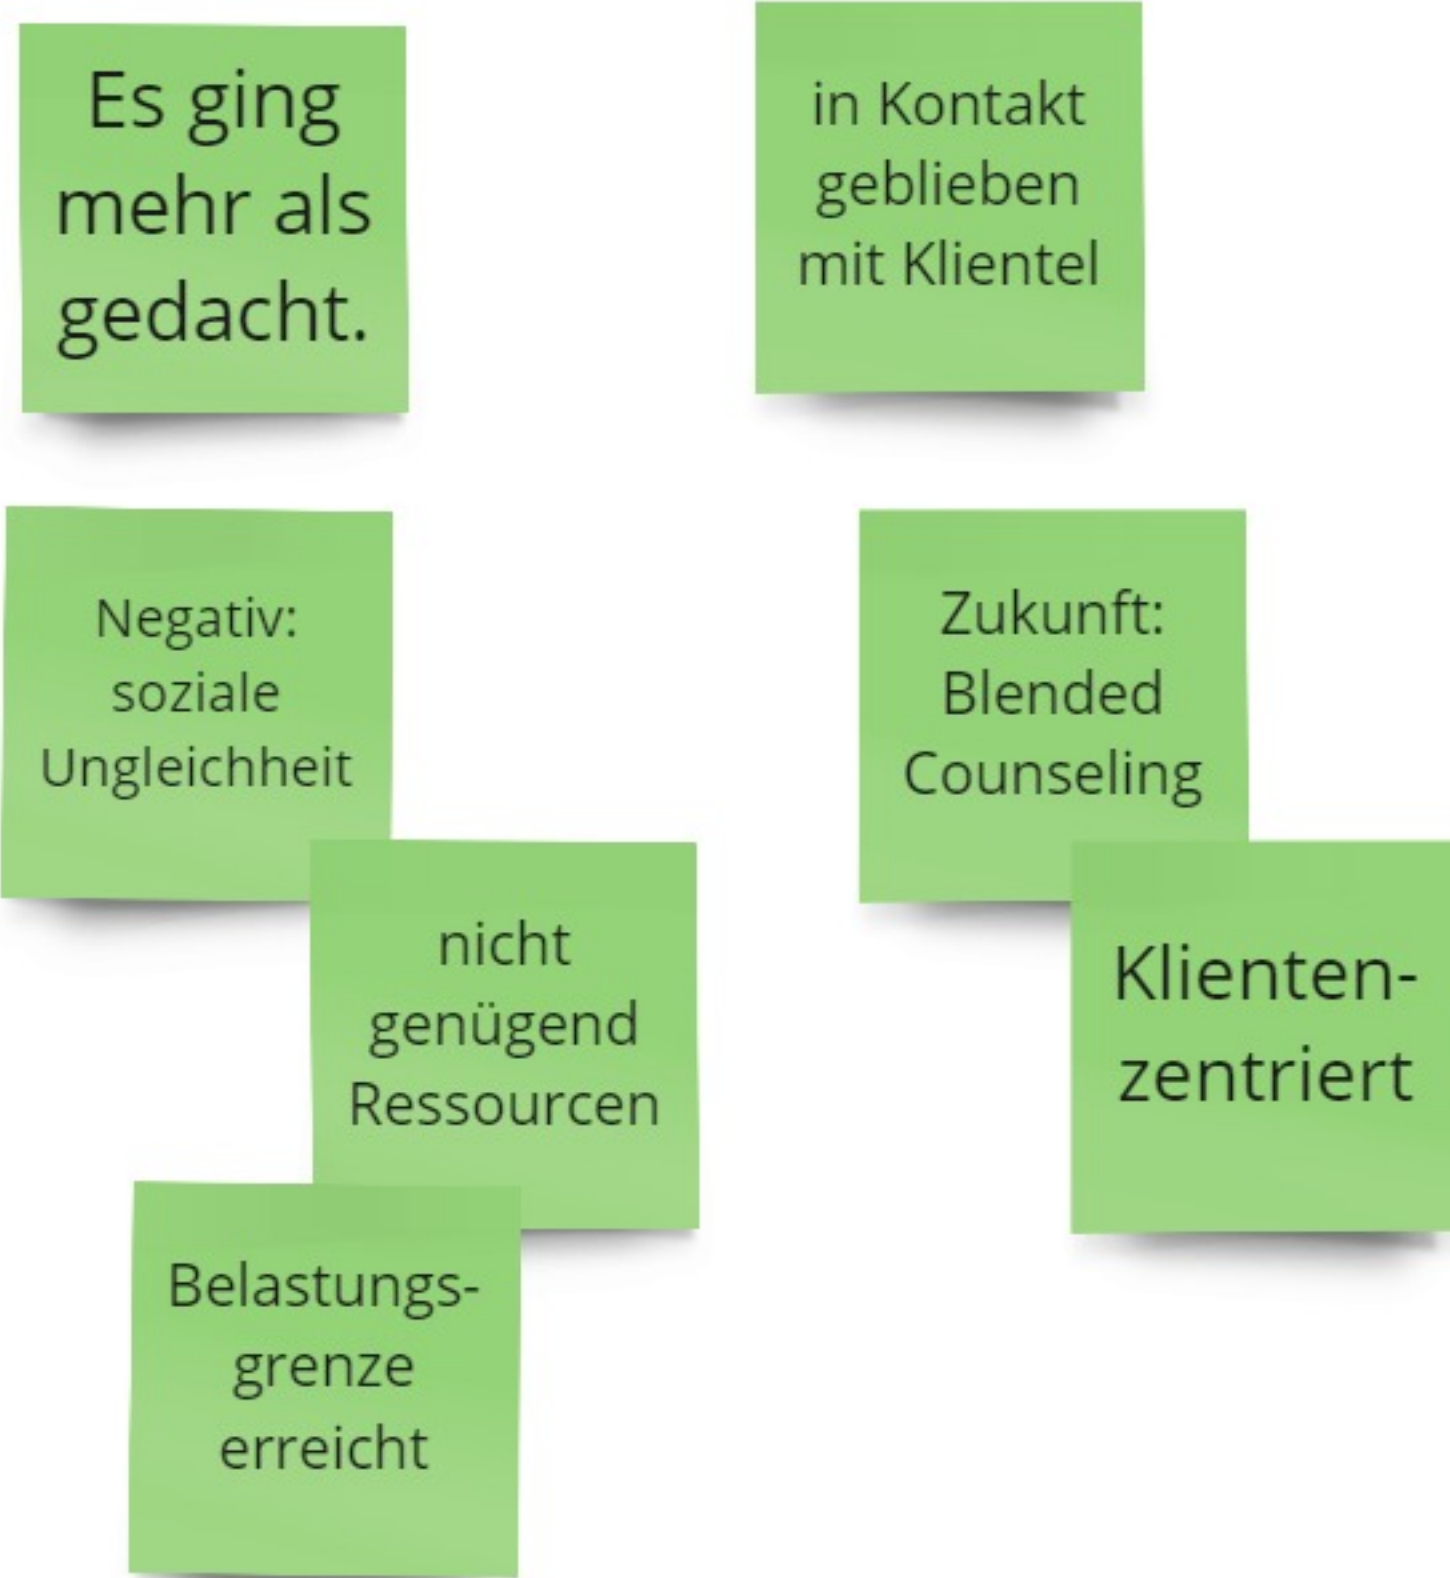 Es ging
mehr als
gedacht.
in Kontakt
geblieben
mit Klientel
Negativ:
soziale
Ungleichheit
nicht
genügend
Ressourcen
Belastungs-
grenze
erreicht
Zukunft:
Blended
Counseling
Klienten-
zentriert